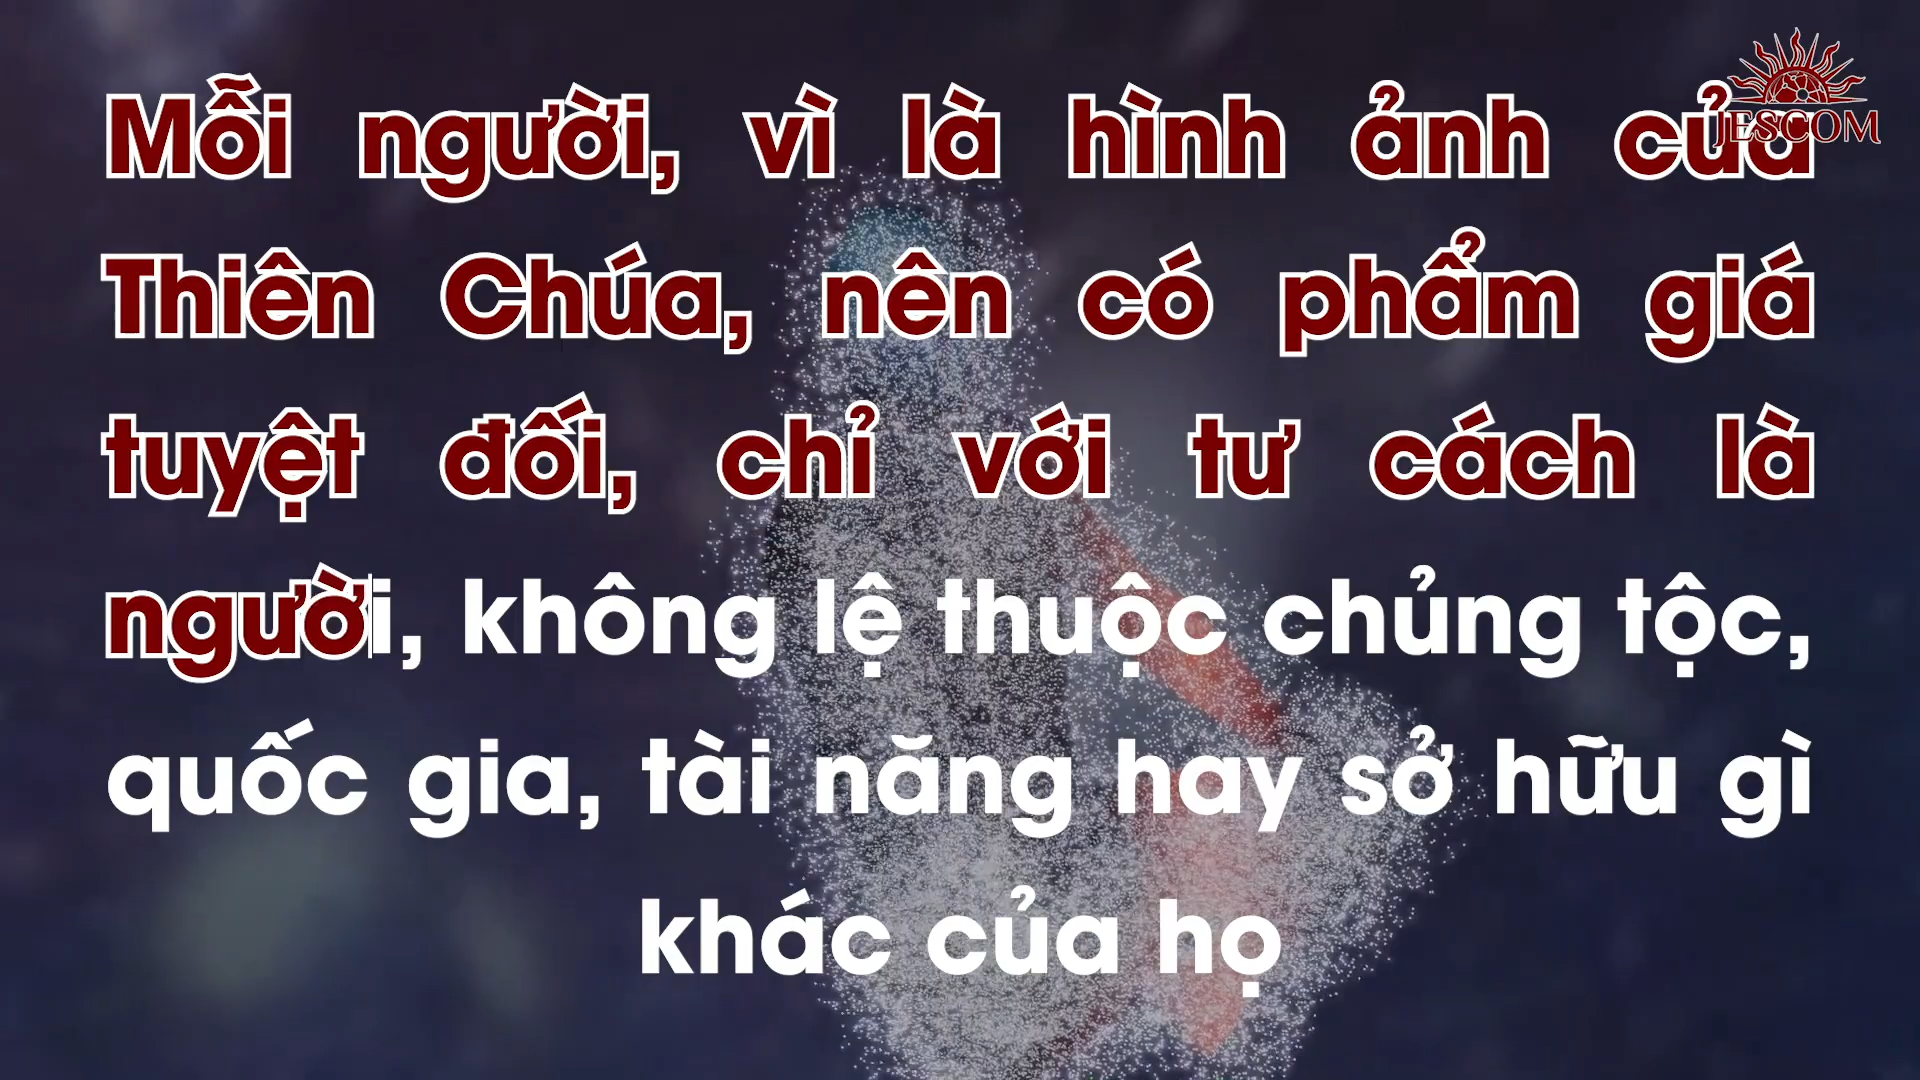 JESCOM
Mỗi người, vì là hình ảnh của
Thiên Chúa, nên có phẩm giá
tuyệt đối, chỉ với tư cách là
người, không lệ thuộc chủng tộc,
quốc gia, tài năng hay sở hữu gì
khác của họ